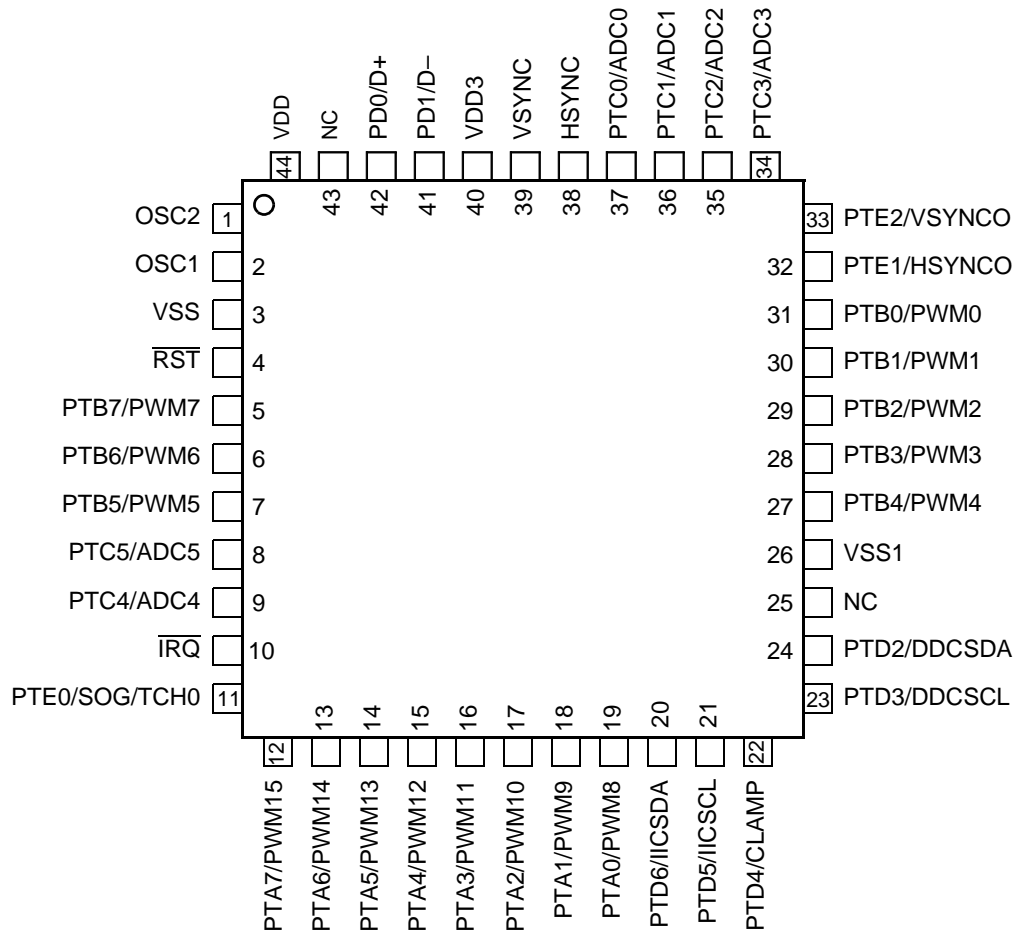 VDD
NC
PD0/D+
PD1/D–
VDD3
VSYNC
HSYNC
PTC0/ADC0
PTC1/ADC1
PTC2/ADC2
PTC3/ADC3
44
43
42
41
40
39
38
37
36
35
34
OSC2 1
OSC1 2
VSS 3
RST 4
PTB7/PWM7 5
PTB6/PWM6 6
PTB5/PWM5 7
PTC5/ADC5 8
PTC4/ADC4 9
IRQ 10
PTE0/SOG/TCH0 11
33 PTE2/VSYNCO
32 PTE1/HSYNCO
31 PTB0/PWM0
30 PTB1/PWM1
29 PTB2/PWM2
28 PTB3/PWM3
27 PTB4/PWM4
26 VSS1
25 NC
24 PTD2/DDCSDA
23 PTD3/DDCSCL
12
13
14
15
16
17
18
19
20
21
22
PTA7/PWM15
PTA6/PWM14
PTA5/PWM13
PTA4/PWM12
PTA3/PWM11
PTA2/PWM10
PTA1/PWM9
PTA0/PWM8
PTD6/IICSDA
PTD5/IICSCL
PTD4/CLAMP